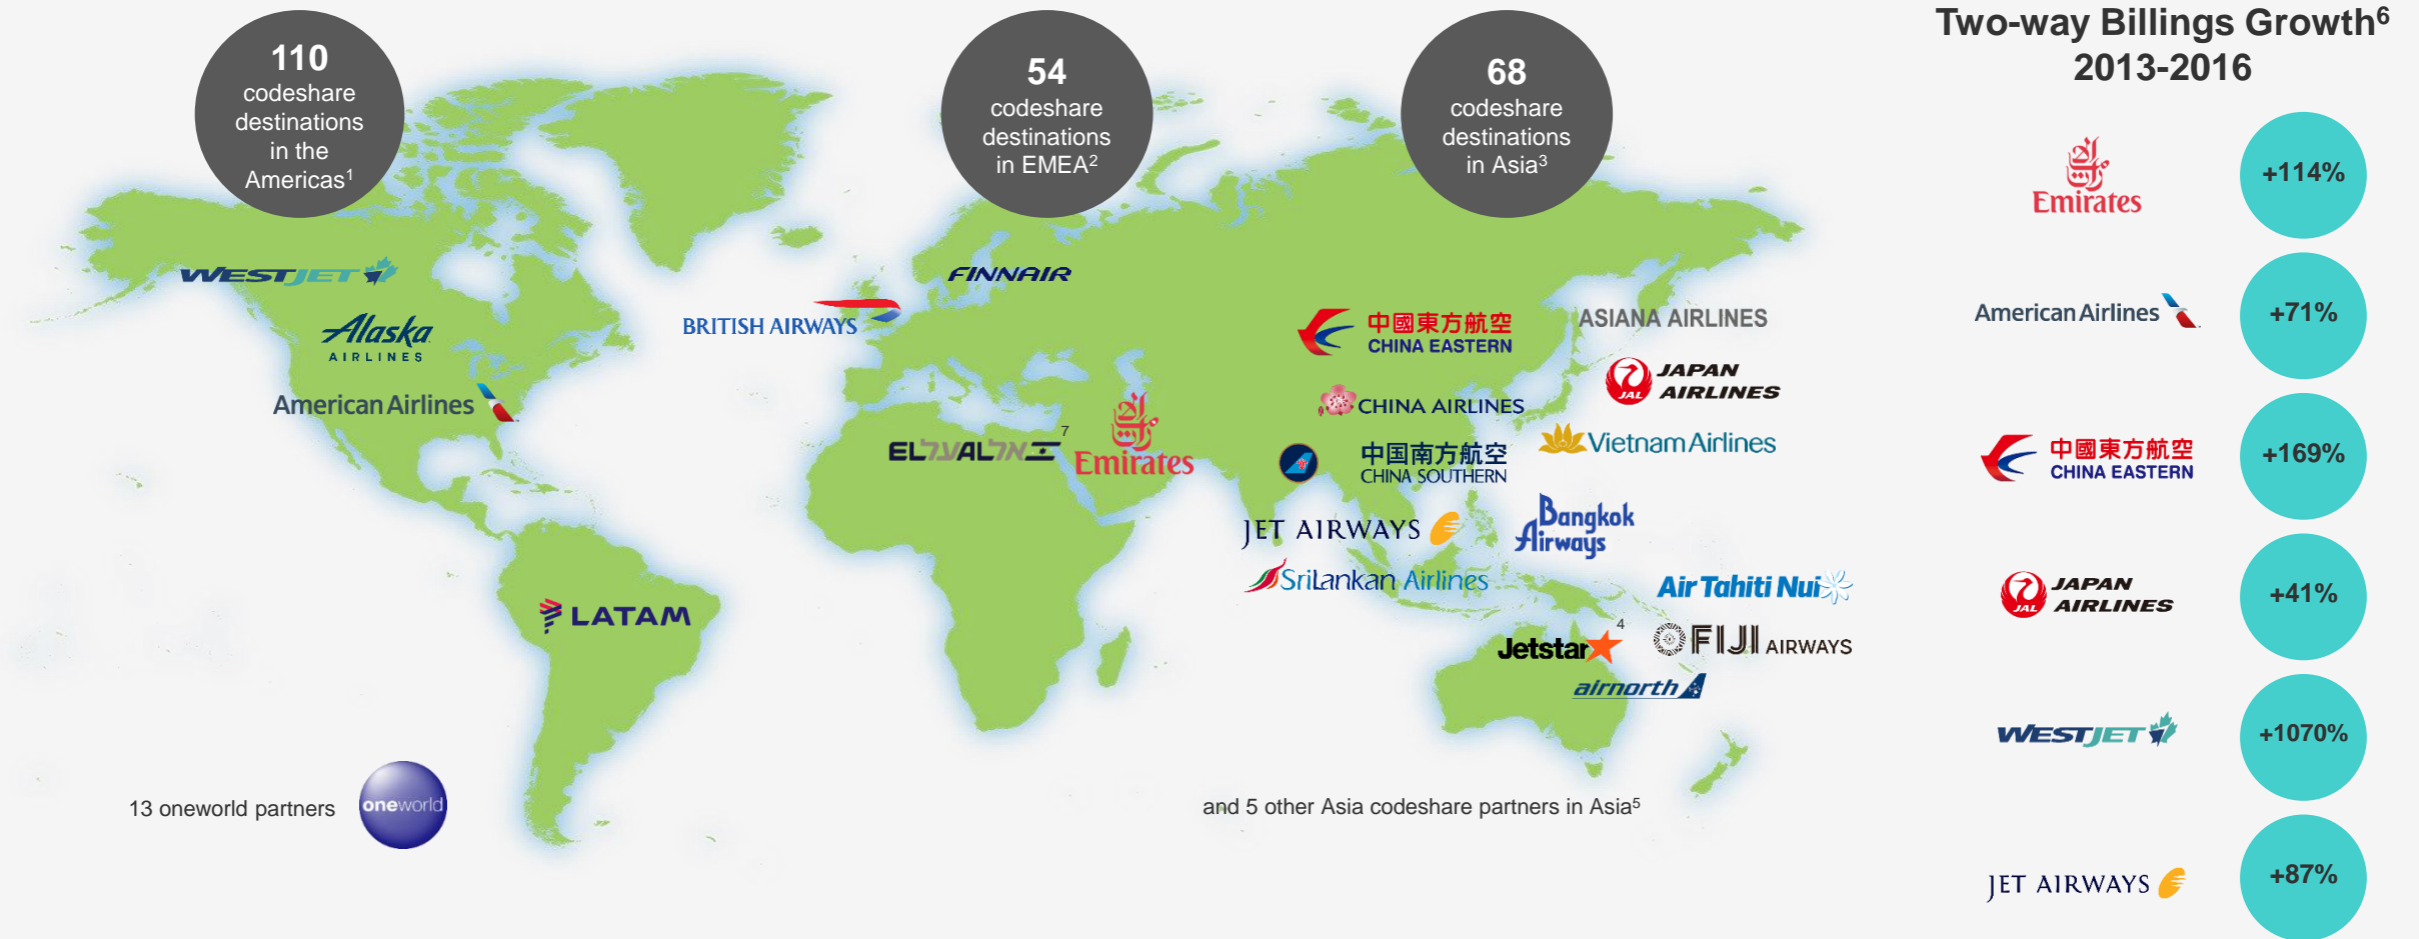 110
codeshare
destinations
in the
Americas¹
54
codeshare
destinations
in EMEA²
68
codeshare
destinations
in Asia³
WESTJET
Alaska
AIRLINES
American Airlines
LATAM
BRITISH AIRWAYS
FINNAIR
ELעלALאל 7
Emirates
中國東方航空
CHINA EASTERN
ASIANA AIRLINES
JAL
JAPAN
AIRLINES
CHINA AIRLINES
中国南方航空
CHINA SOUTHERN
Vietnam Airlines
JET AIRWAYS
Bangkok
Airways
SriLankan Airlines
Air Tahiti Nui
Jetstar 4
FIJI AIRWAYS
airnorth
13 oneworld partners
oneworld
and 5 other Asia codeshare partners in Asia⁵
Two-way Billings Growth⁶
2013-2016
Emirates
+114%
American Airlines
+71%
中國東方航空
CHINA EASTERN
+169%
JAL
JAPAN
AIRLINES
+41%
WESTJET
+1070%
JET AIRWAYS
+87%